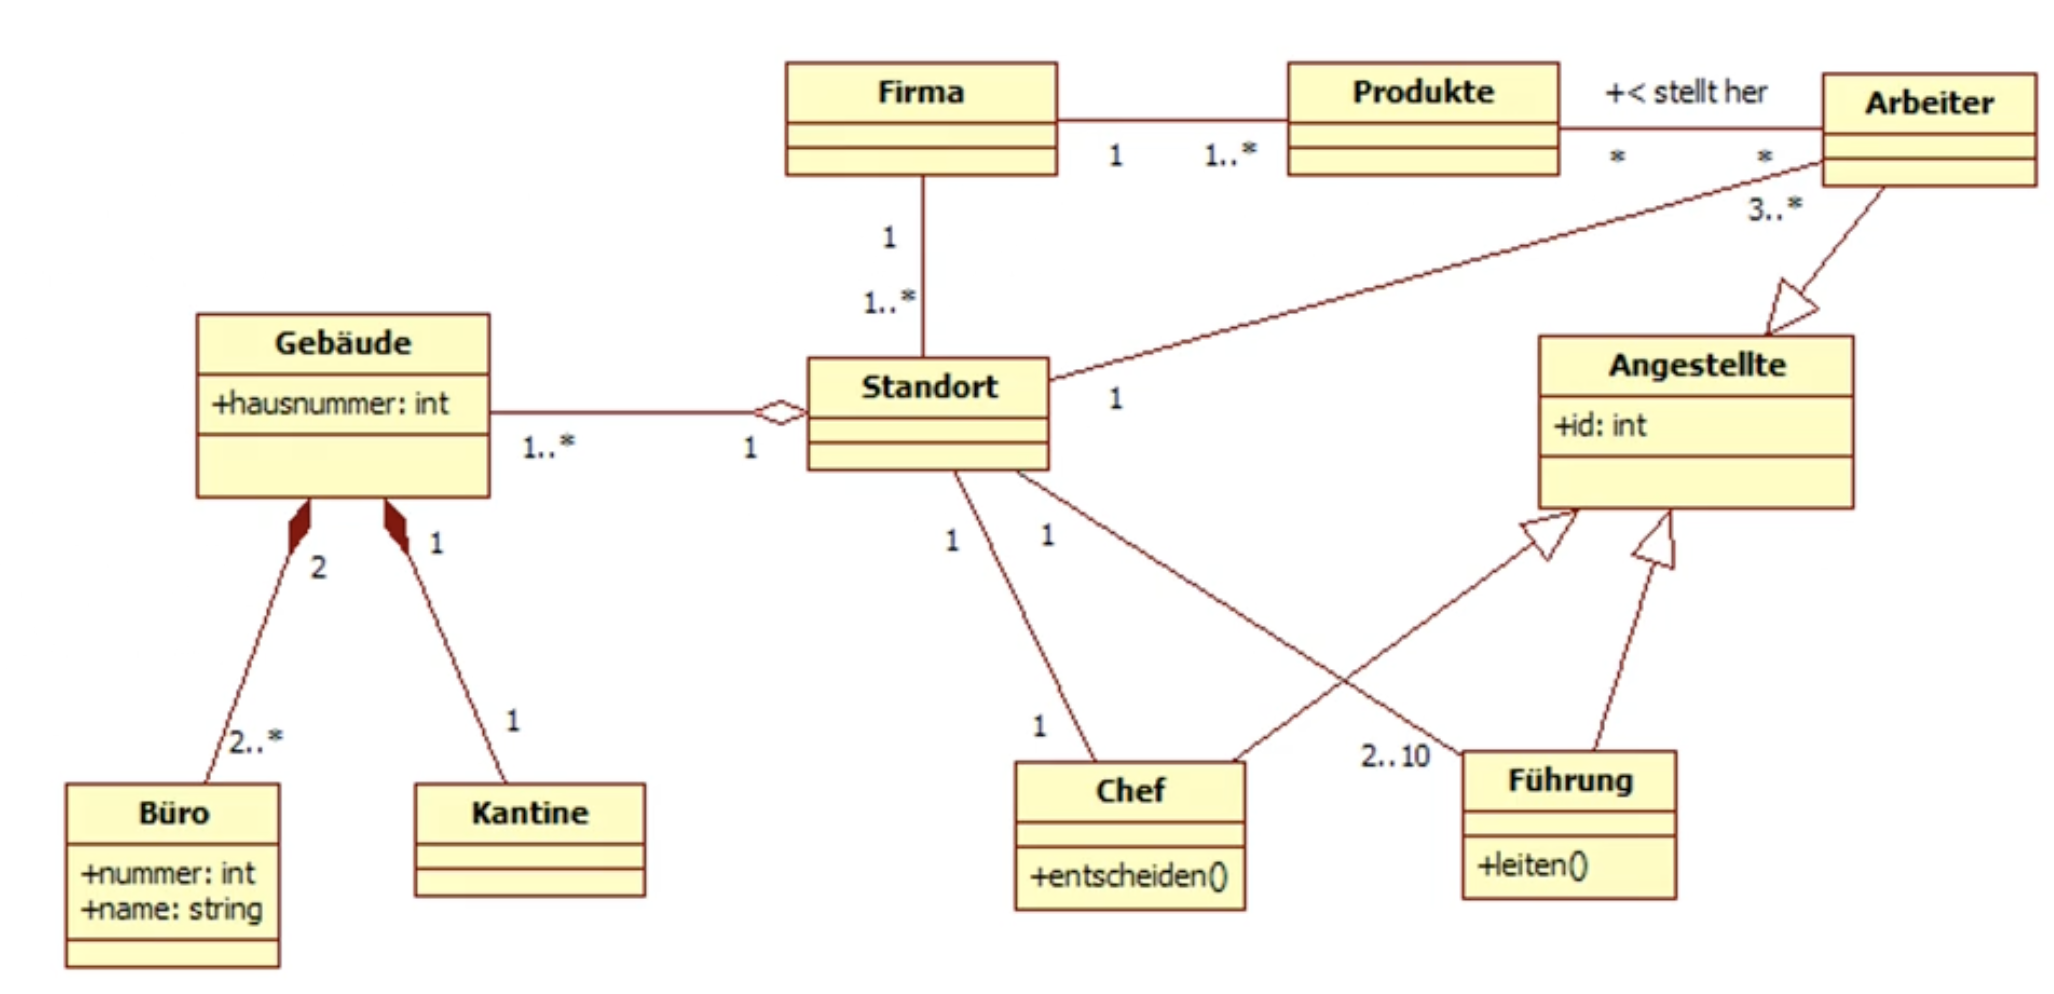 Firma
Produkte
+< stellt her
Arbeiter
1
1..*
*
*
3..*
1
1..*
Gebäude
+hausnummer: int
1..*
1
Standort
1
Angestellte
+id: int
2
1
1
1
2..*
1
1
2..10
Büro
+nummer: int
+name: string
Kantine
Chef
+entscheiden()
Führung
+leiten()